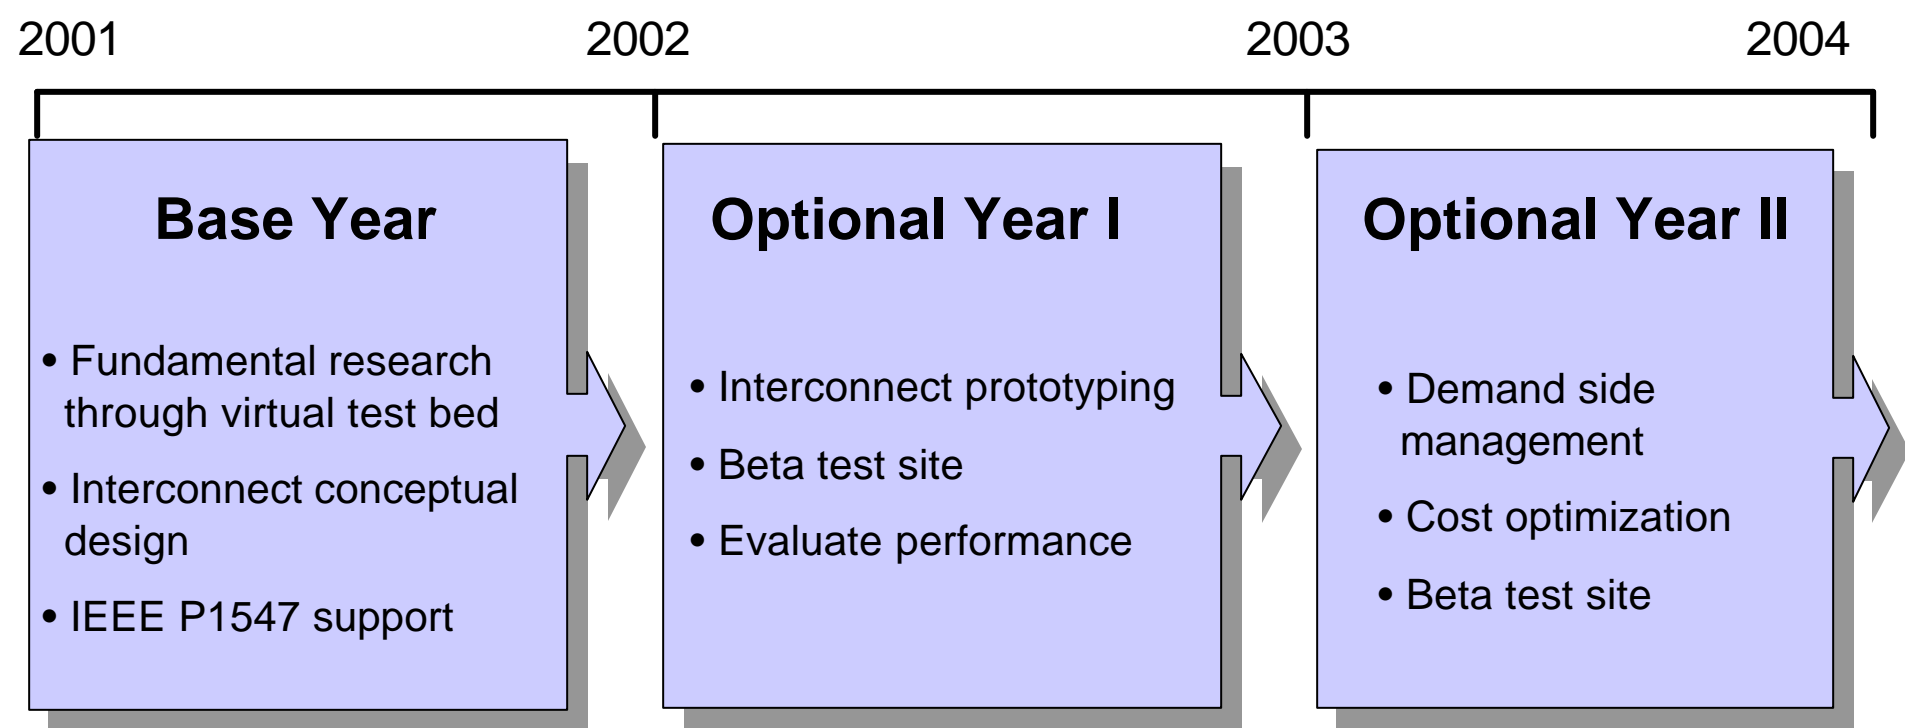 2001 2002 2003 2004
Base Year
• Fundamental research
through virtual test bed
• Interconnect conceptual
design
• IEEE P1547 support
Optional Year I
• Interconnect prototyping
• Beta test site
• Evaluate performance
Optional Year II
• Demand side
management
• Cost optimization
• Beta test site